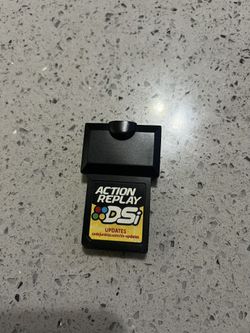 ACTION
REPLAY
DSi
UPDATES